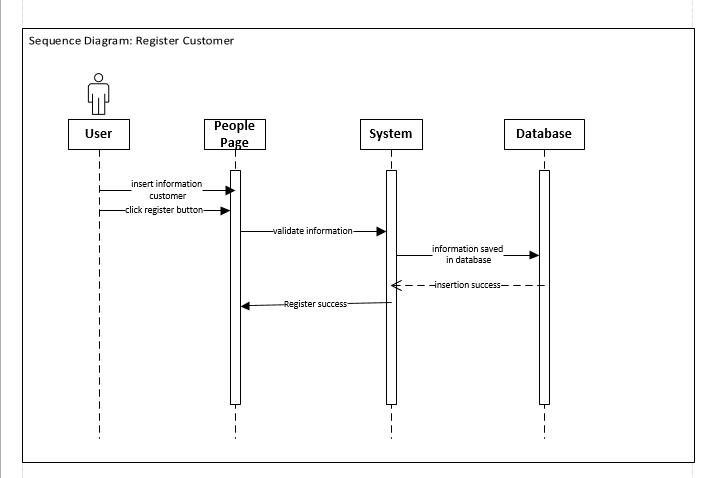 Sequence Diagram: Register Customer
User
People
Page
System
Database
insert information
customer
click register button
validate information
information saved
in database
insertion success
Register success